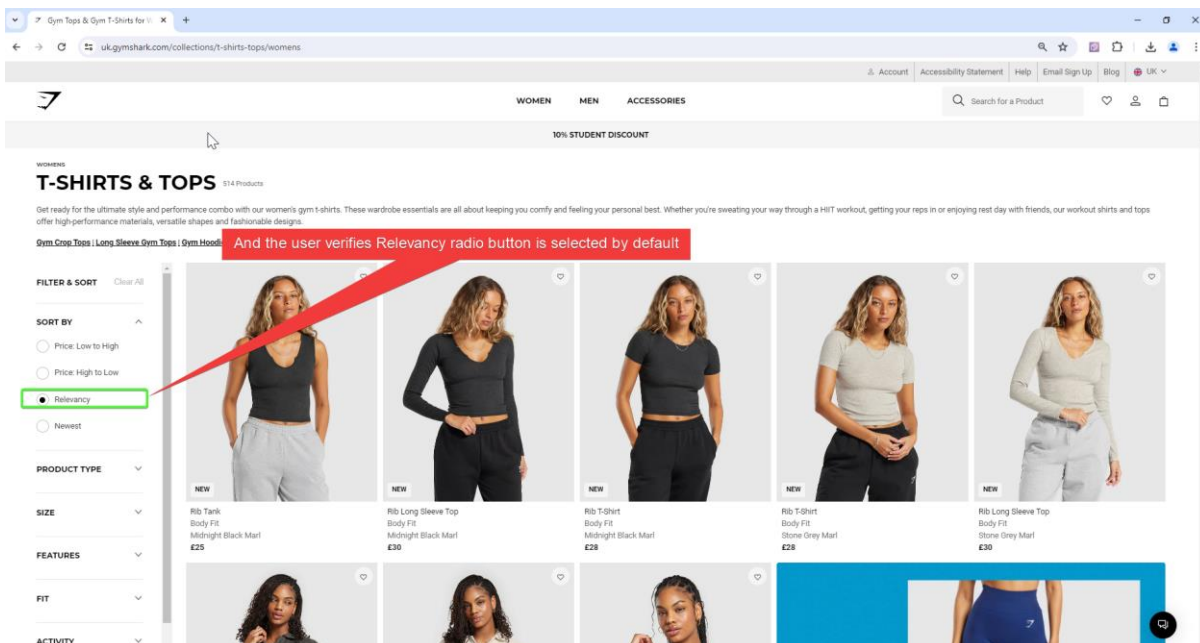 Gym Tops & Gym T-Shirts for
uk.gymshark.com/collections/t-shirts-tops/womens
Account Accessibility Statement Help Email Sign Up Blog UK
WOMEN MEN ACCESSORIES
Search for a Product
10% STUDENT DISCOUNT
WOMENS
T-SHIRTS & TOPS 514 Products
Get ready for the ultimate style and performance combo with our women's gym t-shirts. These wardrobe essentials are all about keeping you comfy and feeling your personal best. Whether you're sweating your way through a HIIT workout, getting your reps in or enjoying rest day with friends, our workout shirts and tops
offer high-performance materials, versatile shapes and fashionable designs.
Gym Crop Tops | Long Sleeve Gym Tops | Gym Hoodi
And the user verifies Relevancy radio button is selected by default
FILTER & SORT Clear All
SORT BY
Price: Low to High
Price: High to Low
Relevancy
Newest
PRODUCT TYPE
SIZE
FEATURES
FIT
ACTIVITY
NEW NEW NEW NEW NEW
Rib Tank
Body Fit
Midnight Black Marl
£25
Rib Long Sleeve Top
Body Fit
Midnight Black Marl
£30
Rib T-Shirt
Body Fit
Midnight Black Marl
£28
Rib T-Shirt
Body Fit
Stone Grey Marl
£28
Rib Long Sleeve Top
Body Fit
Stone Grey Marl
£30